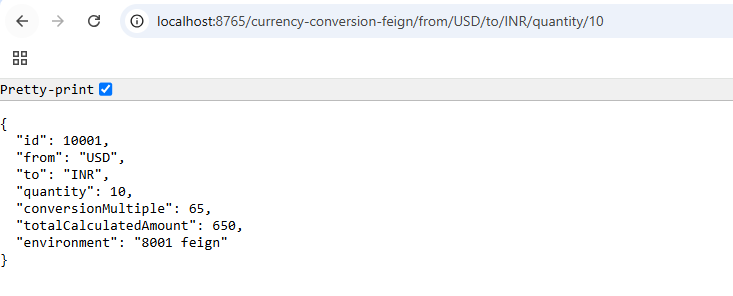 localhost:8765/currency-conversion-feign/from/USD/to/INR/quantity/10
Pretty-print
{
  "id": 10001,
  "from": "USD",
  "to": "INR",
  "quantity": 10,
  "conversionMultiple": 65,
  "totalCalculatedAmount": 650,
  "environment": "8001 feign"
}